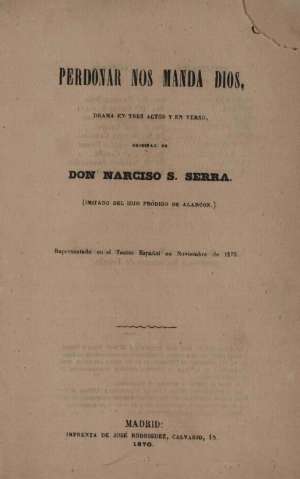 PERDONAR NOS MANDA DIOS,
DRAMA EN TRES ACTOS Y EN VERSO,
ORIGINAL DE
DON NARCISO S. SERRA.
(IMITADO DEL HIJO PRÓDIGO DE ALARCON.)
Representado en el Teatro Español en Noviembre de 1870.
MADRID:
IMPRENTA DE JOSÉ RODRIGUEZ, CALVARIO, 18.
1870.